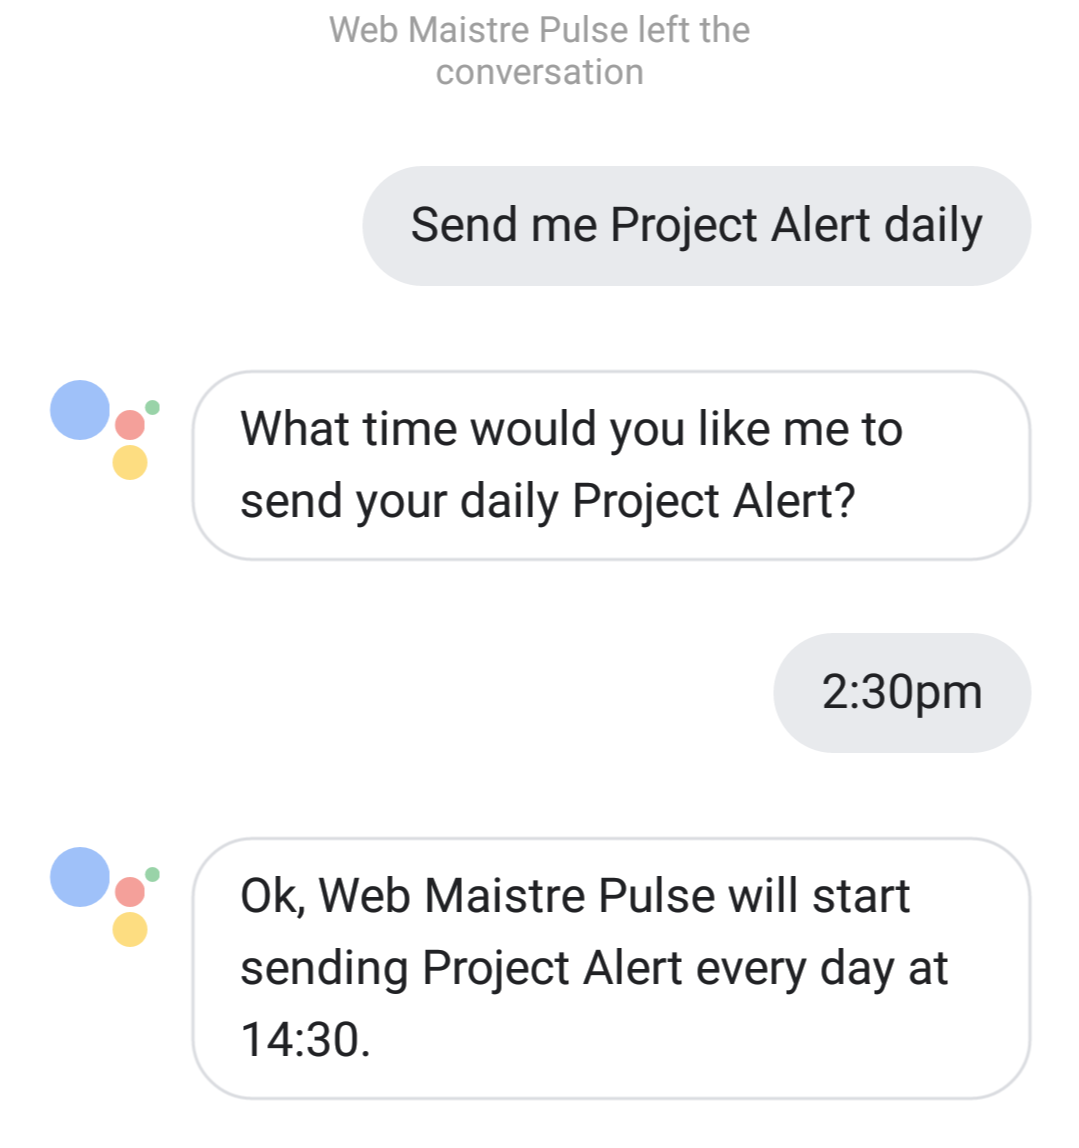 Web Maistre Pulse left the
conversation
Send me Project Alert daily
What time would you like me to
send your daily Project Alert?
2:30pm
Ok, Web Maistre Pulse will start
sending Project Alert every day at
14:30.